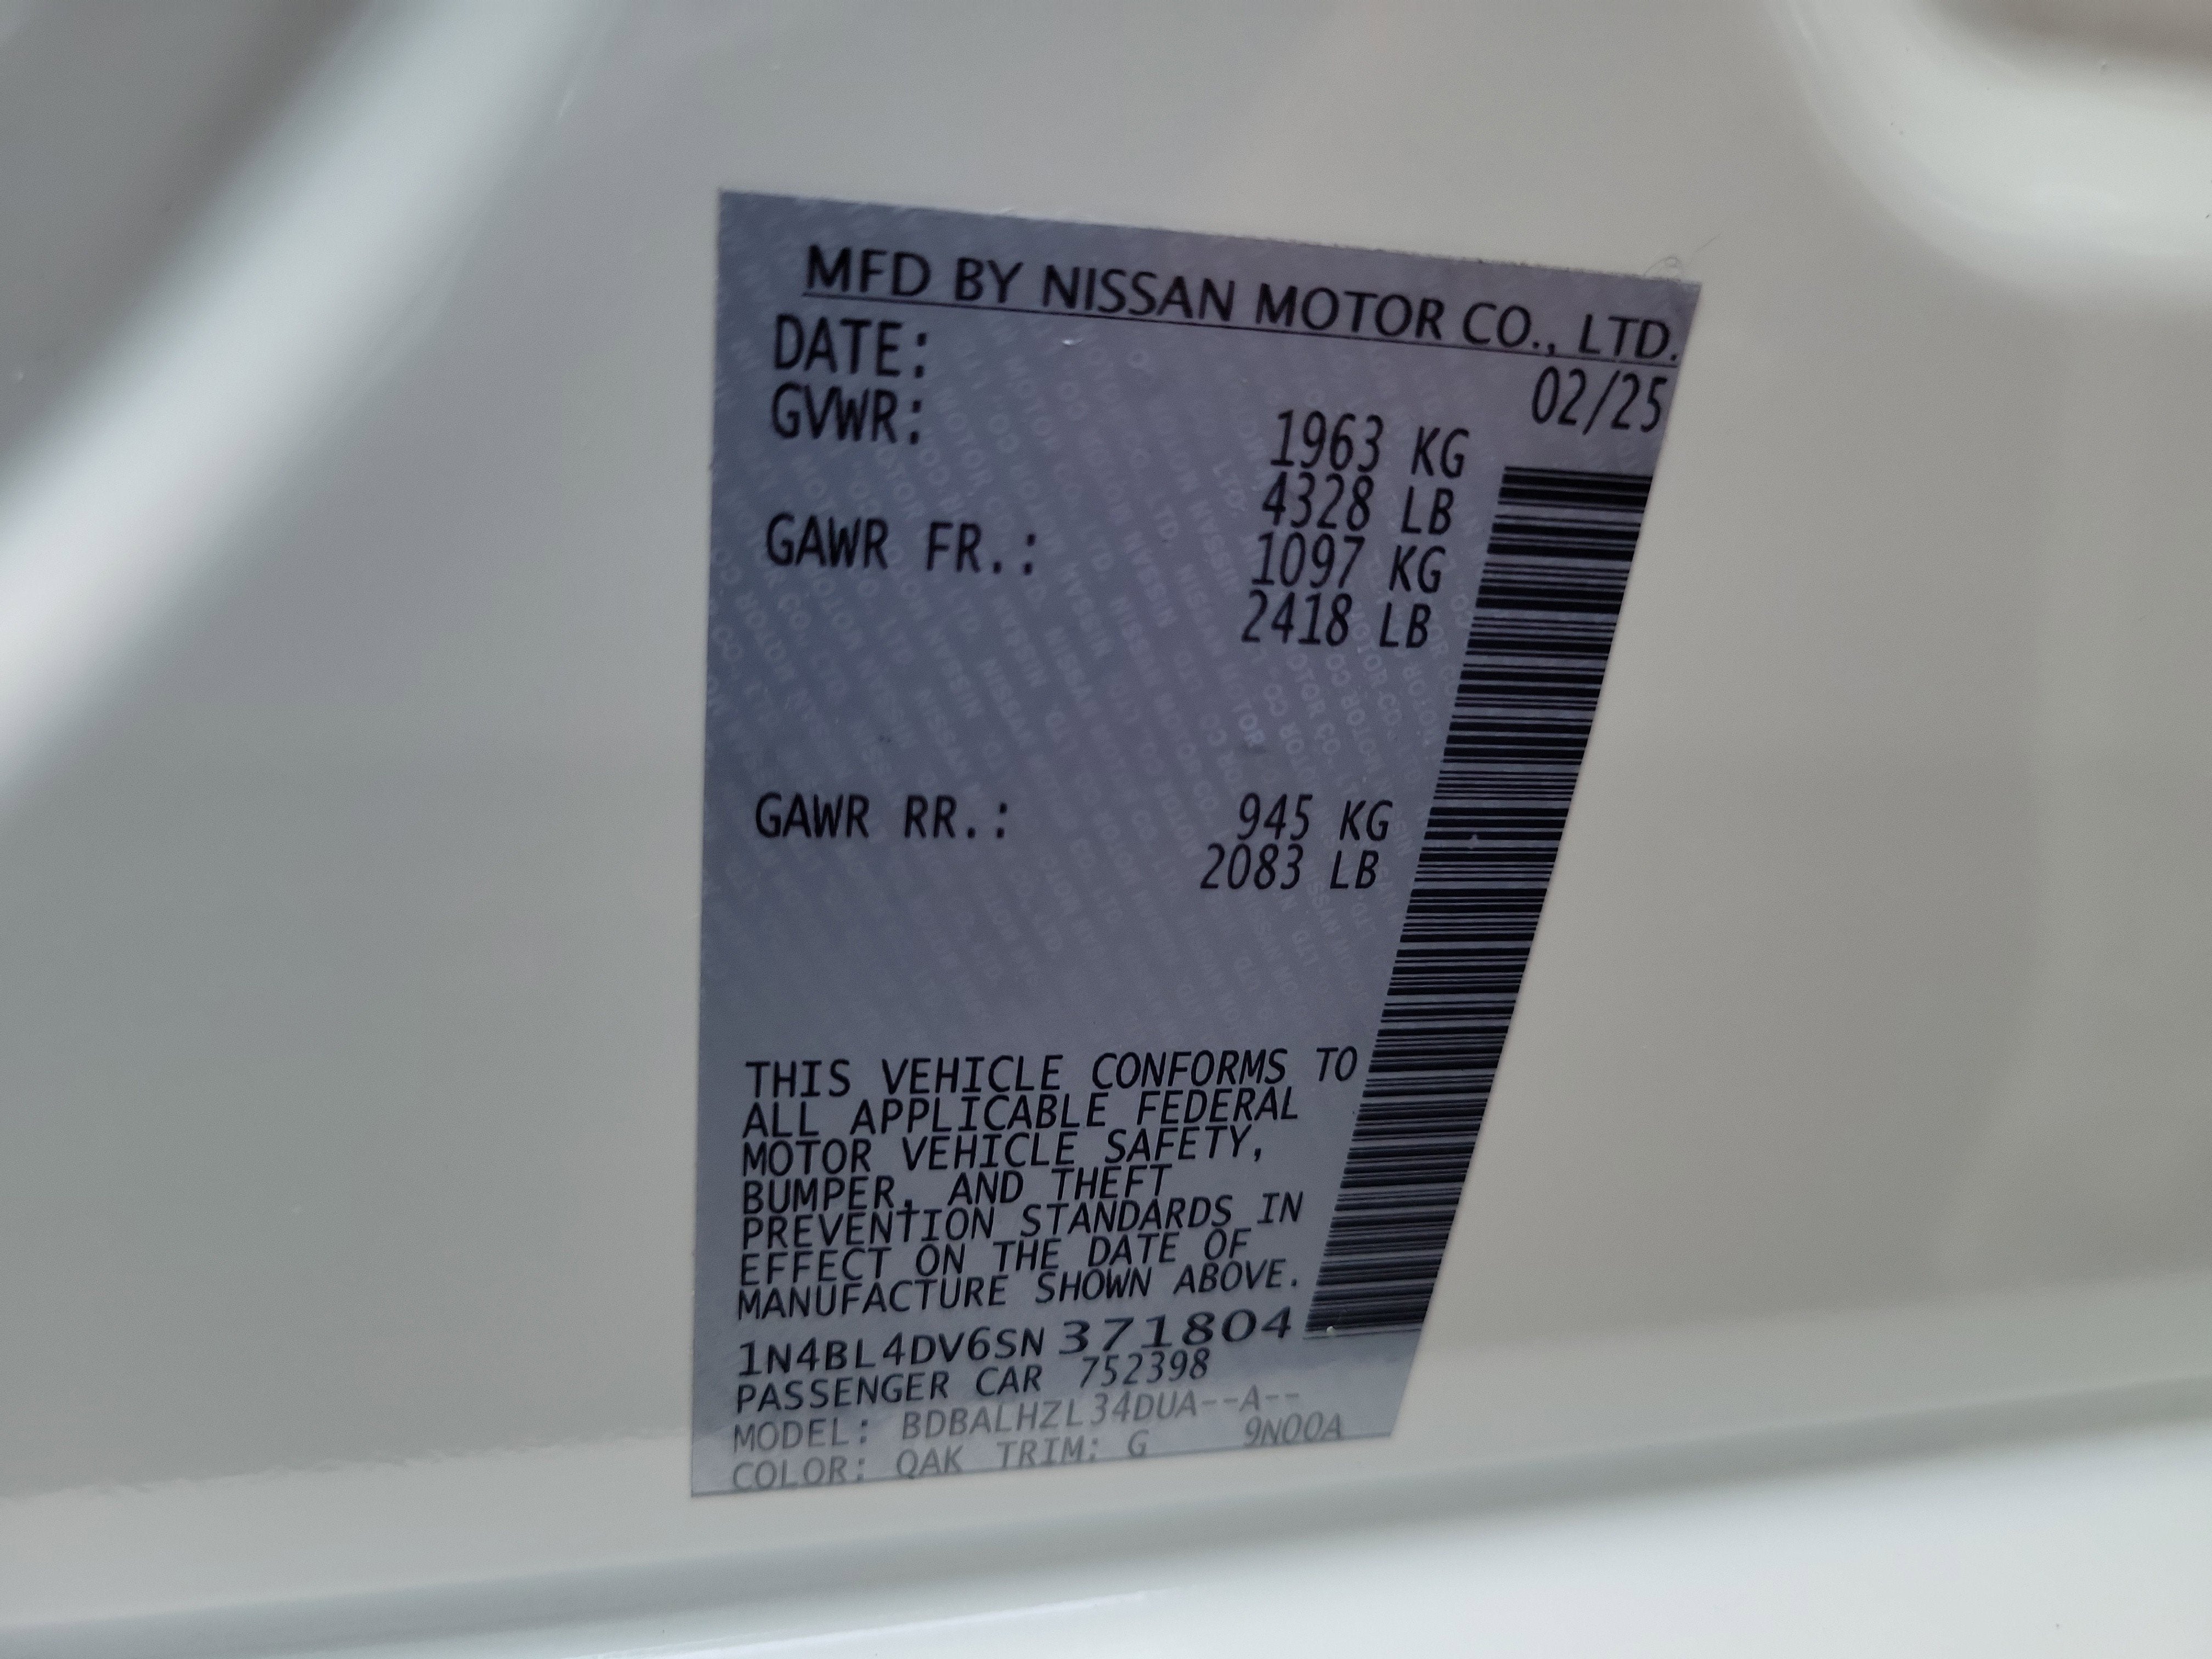 MFD BY NISSAN MOTOR CO., LTD.
DATE: 02/25
GVWR: 1963 KG
4328 LB
GAWR FR.: 1097 KG
2418 LB
GAWR RR.: 945 KG
2083 LB
THIS VEHICLE CONFORMS TO
ALL APPLICABLE FEDERAL
MOTOR VEHICLE SAFETY,
BUMPER, AND THEFT
PREVENTION STANDARDS IN
EFFECT ON THE DATE OF
MANUFACTURE SHOWN ABOVE.
1N4BL4DV6SN371804
PASSENGER CAR 752398
MODEL: BDBALHZL34DUA--A--
COLOR: QAK TRIM: G 9N00A